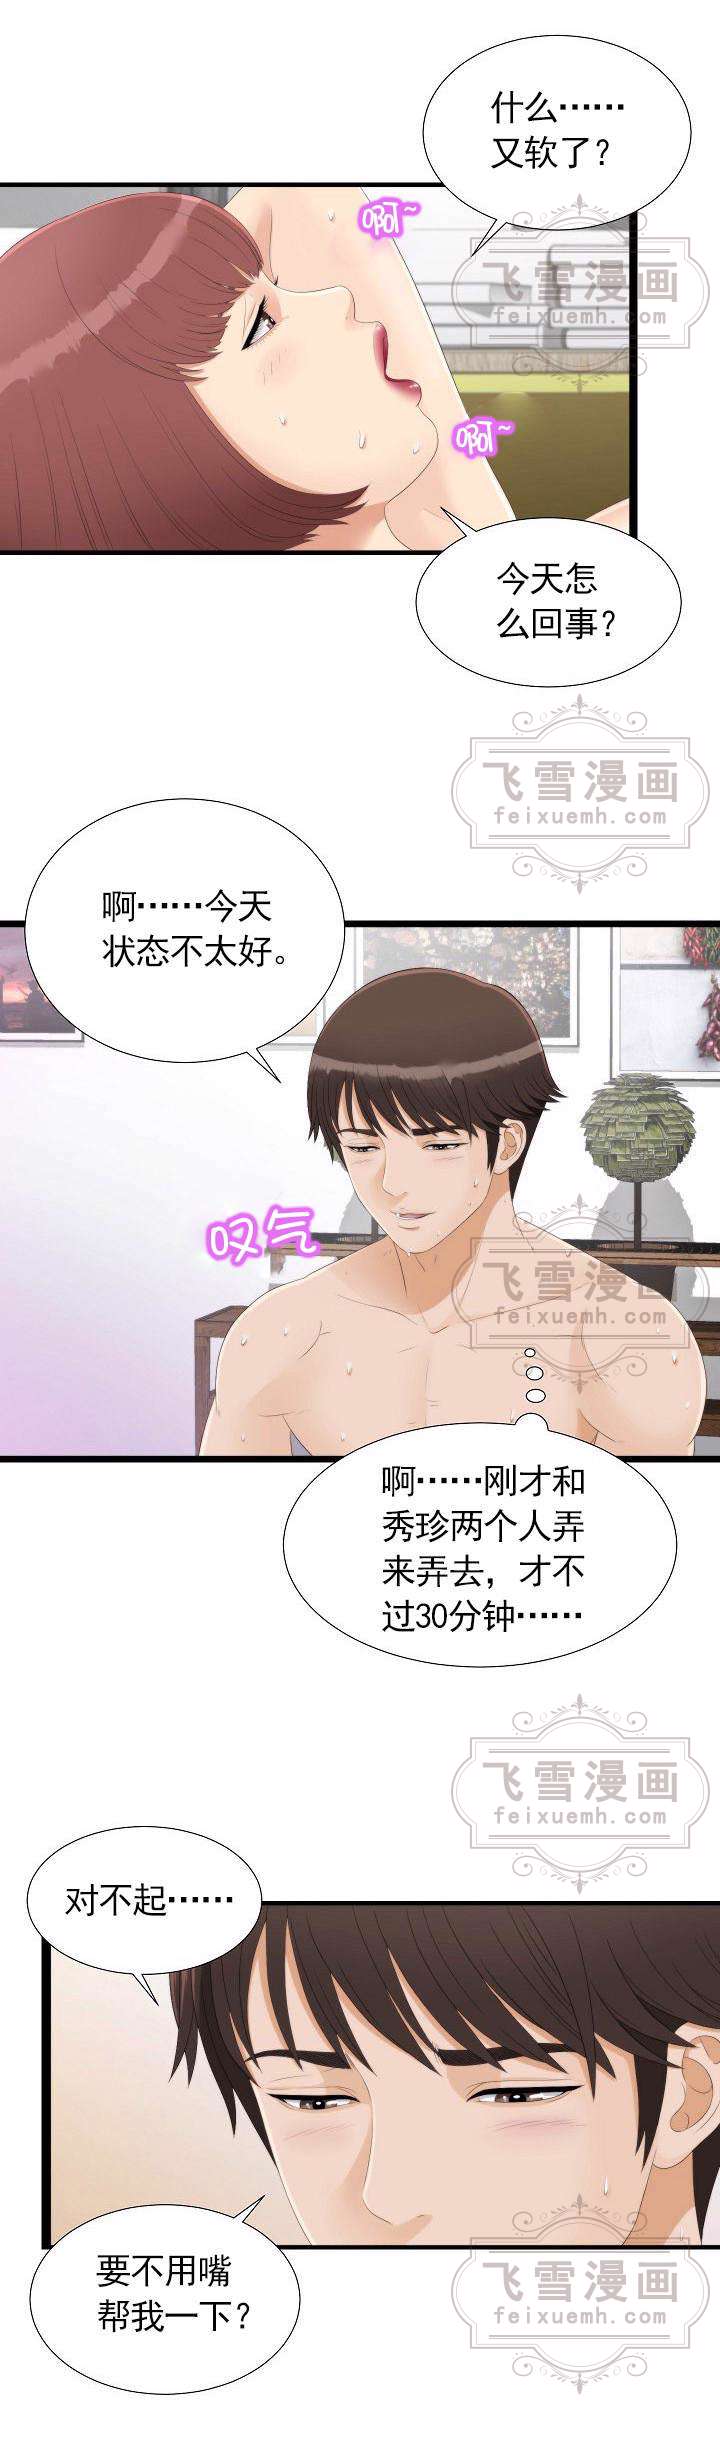 什么……
又软了？
啊~
飞雪漫画
feixuemh.com
啊~
今天怎
么回事？
飞雪漫画
feixuemh.com
啊……今天
状态不太好。
叹气
飞雪漫画
feixuemh.com
啊……刚才和
秀珍两个人弄
来弄去，才不
过30分钟……
飞雪漫画
feixuemh.com
对不起……
要不用嘴
帮我一下？
飞雪漫画
feixuemh.com